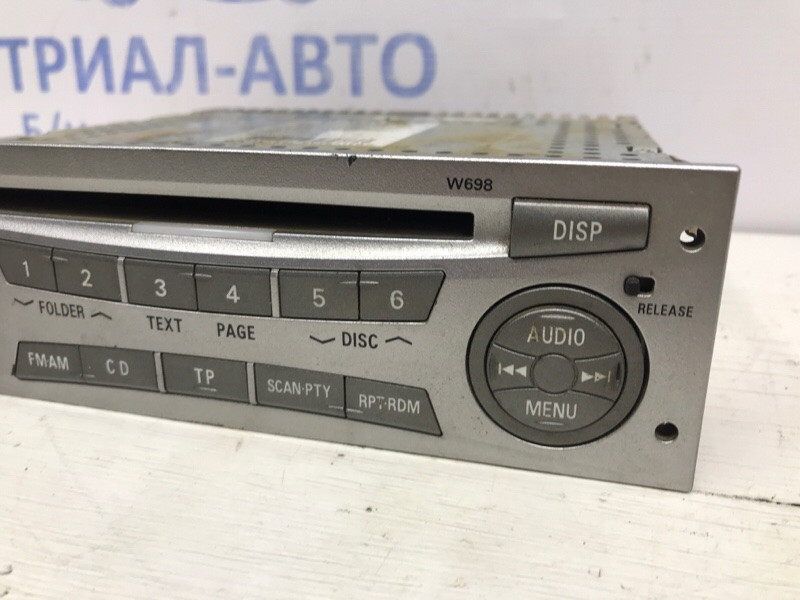 ТРИАЛ-АВТО
Б/у
W698
DISP
1 2 3 4 5 6
FOLDER TEXT PAGE DISC
RELEASE
AUDIO
MENU
FM·AM CD TP SCAN·PTY RPT·RDM